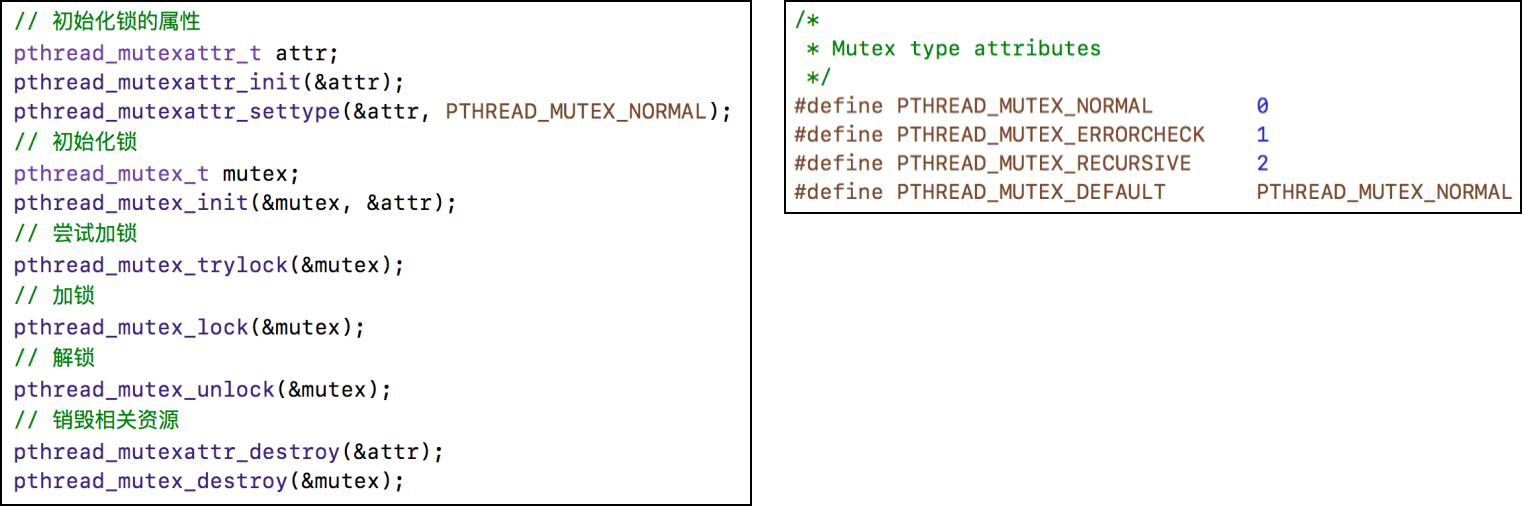 // 初始化锁的属性
pthread_mutexattr_t attr;
pthread_mutexattr_init(&attr);
pthread_mutexattr_settype(&attr, PTHREAD_MUTEX_NORMAL);
// 初始化锁
pthread_mutex_t mutex;
pthread_mutex_init(&mutex, &attr);
// 尝试加锁
pthread_mutex_trylock(&mutex);
// 加锁
pthread_mutex_lock(&mutex);
// 解锁
pthread_mutex_unlock(&mutex);
// 销毁相关资源
pthread_mutexattr_destroy(&attr);
pthread_mutex_destroy(&mutex);
/*
 * Mutex type attributes
 */
#define PTHREAD_MUTEX_NORMAL 0
#define PTHREAD_MUTEX_ERRORCHECK 1
#define PTHREAD_MUTEX_RECURSIVE 2
#define PTHREAD_MUTEX_DEFAULT PTHREAD_MUTEX_NORMAL